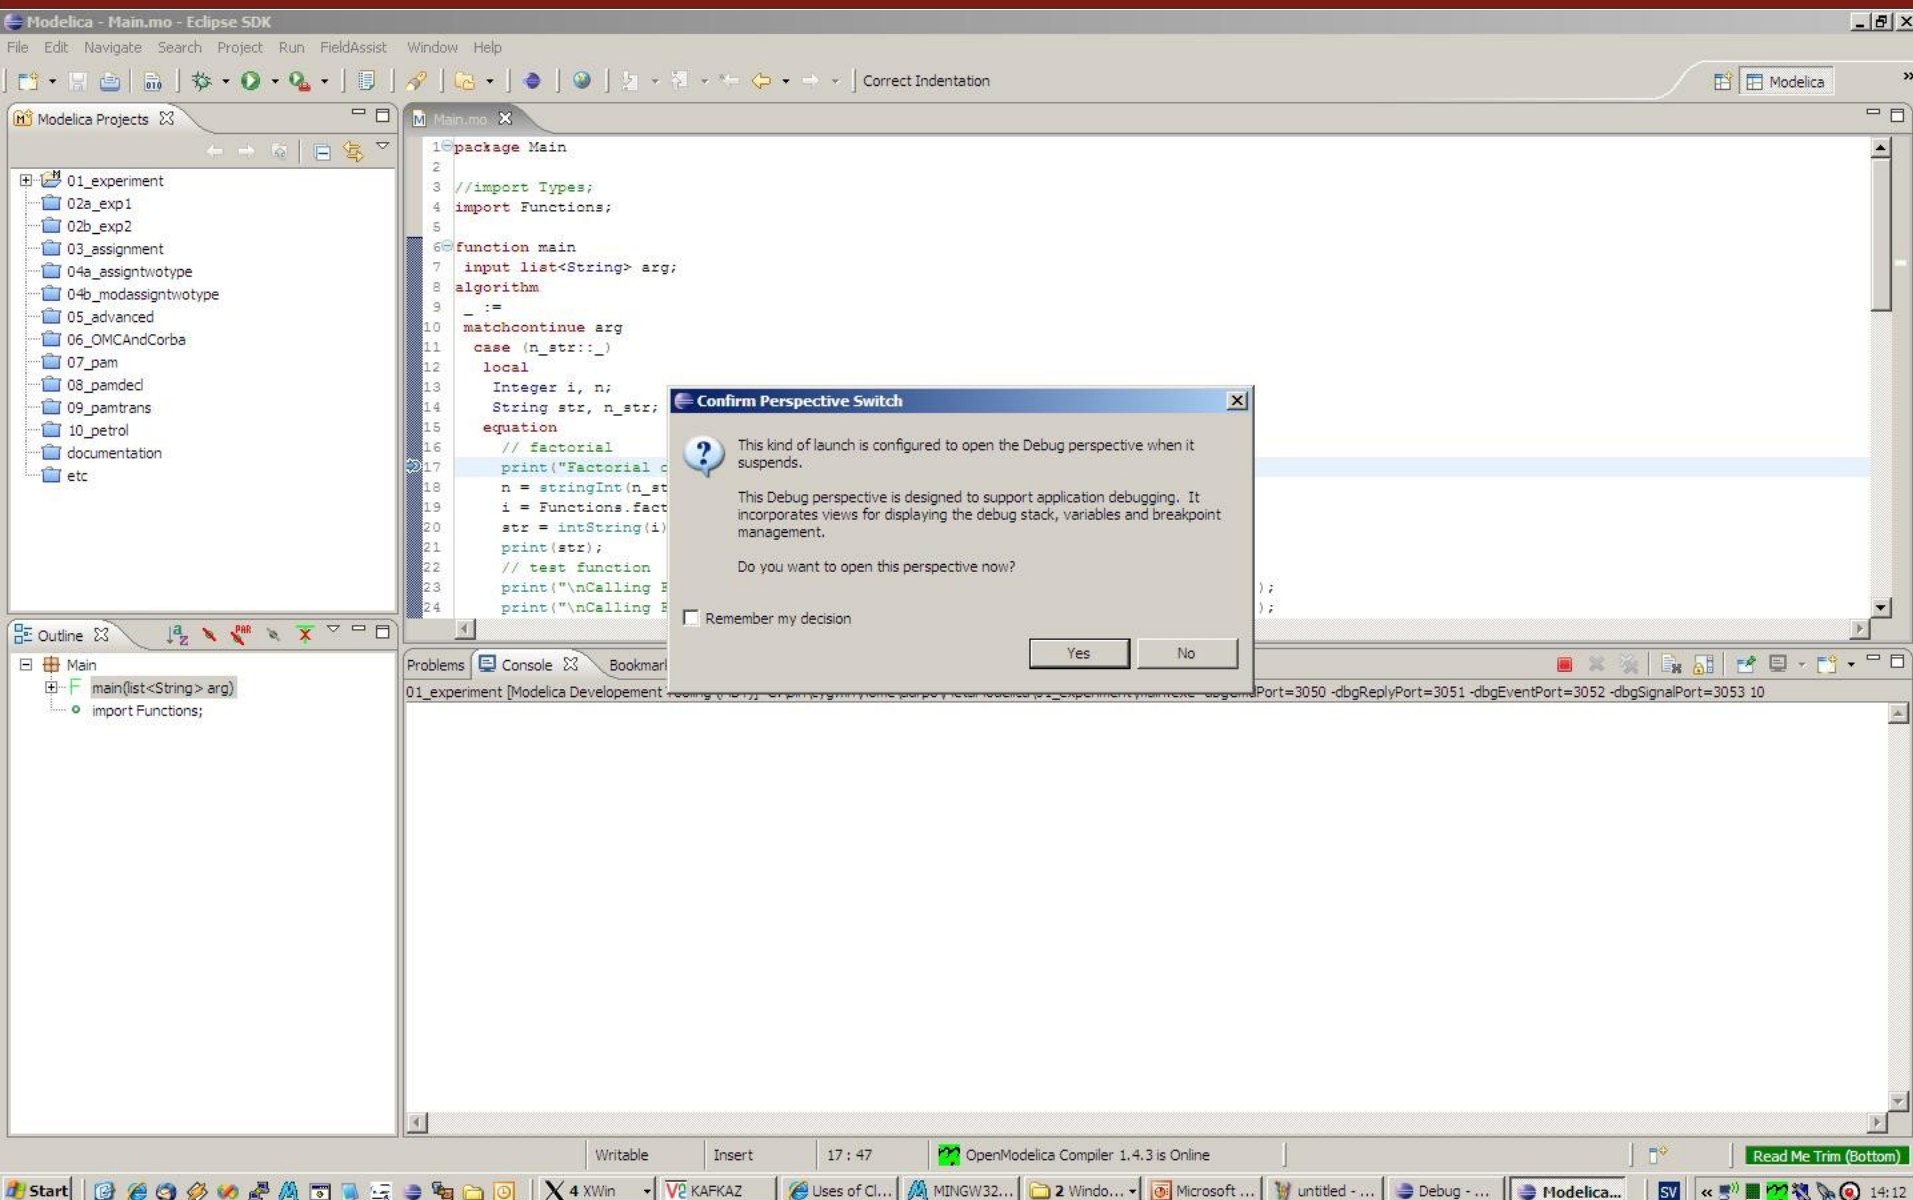 Modelica - Main.mo - Eclipse SDK
File Edit Navigate Search Project Run FieldAssist Window Help
Correct Indentation
Modelica
Modelica Projects
01_experiment
02a_exp1
02b_exp2
03_assignment
04a_assigntwotype
04b_modassigntwotype
05_advanced
06_OMCAndCorba
07_pam
08_pamdecl
09_pamtrans
10_petrol
documentation
etc
Main.mo
1 package Main
2
3 //import Types;
4 import Functions;
5
6 function main
7 input list<String> arg;
8 algorithm
9 _ :=
10 matchcontinue arg
11 case (n_str::_)
12 local
13 Integer i, n;
14 String str, n_str;
15 equation
16 // factorial
17 print("Factorial
18 n = stringInt(n_st
19 i = Functions.fact
20 str = intString(i)
21 print(str);
22 // test function
23 print("\nCalling );
24 print("\nCalling );
Confirm Perspective Switch
This kind of launch is configured to open the Debug perspective when it
suspends.
This Debug perspective is designed to support application debugging. It
incorporates views for displaying the debug stack, variables and breakpoint
management.
Do you want to open this perspective now?
Remember my decision
Yes No
Outline
Main
main(list<String> arg)
import Functions;
Problems Console Bookmar
01_experiment [Modelica Developement Port=3050 -dbgReplyPort=3051 -dbgEventPort=3052 -dbgSignalPort=3053 10
Writable Insert 17 : 47 OpenModelica Compiler 1.4.3 is Online Read Me Trim (Bottom)
Start 4 XWin KAFKAZ Uses of Cl... MINGW32... 2 Windo... Microsoft ... untitled - ... Debug - ... Modelica... SV 14:12